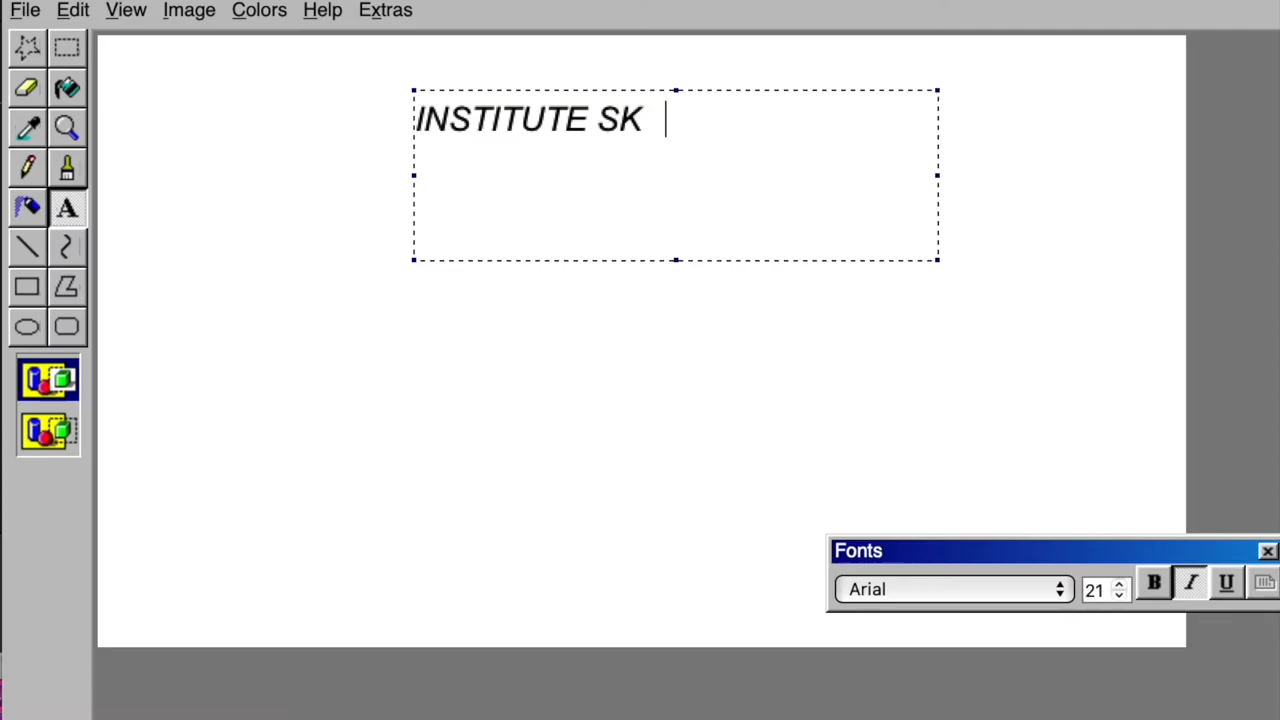 File Edit View Image Colors Help Extras
INSTITUTE SK
A
Fonts
Arial 21 B I U